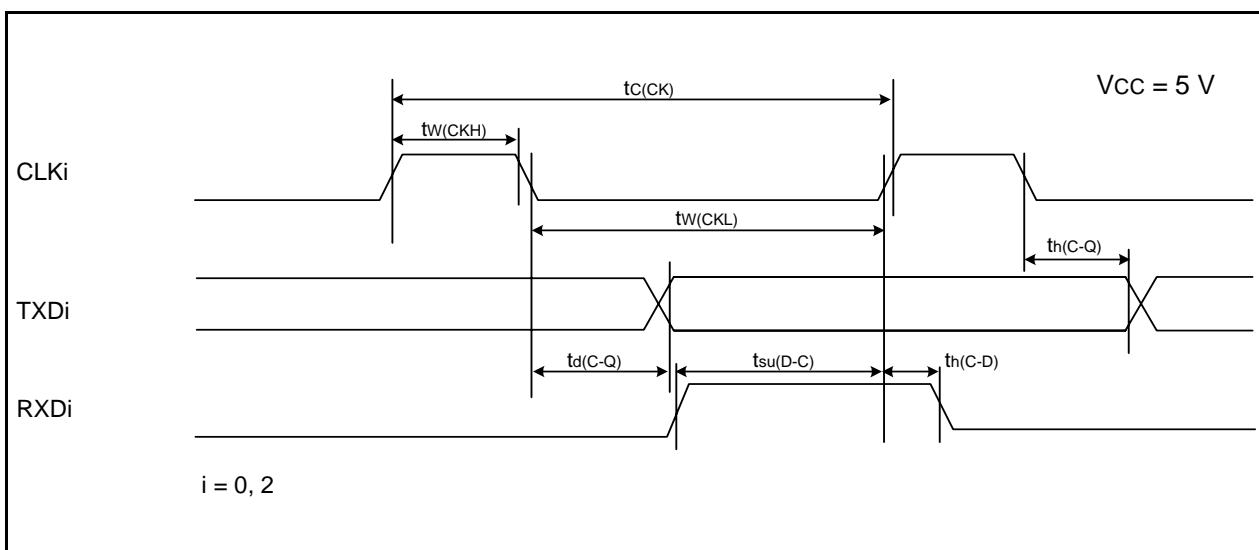 tC(CK)
VCC = 5 V
tW(CKH)
CLKi
tW(CKL)
th(C-Q)
TXDi
td(C-Q)
tsu(D-C)
th(C-D)
RXDi
i = 0, 2